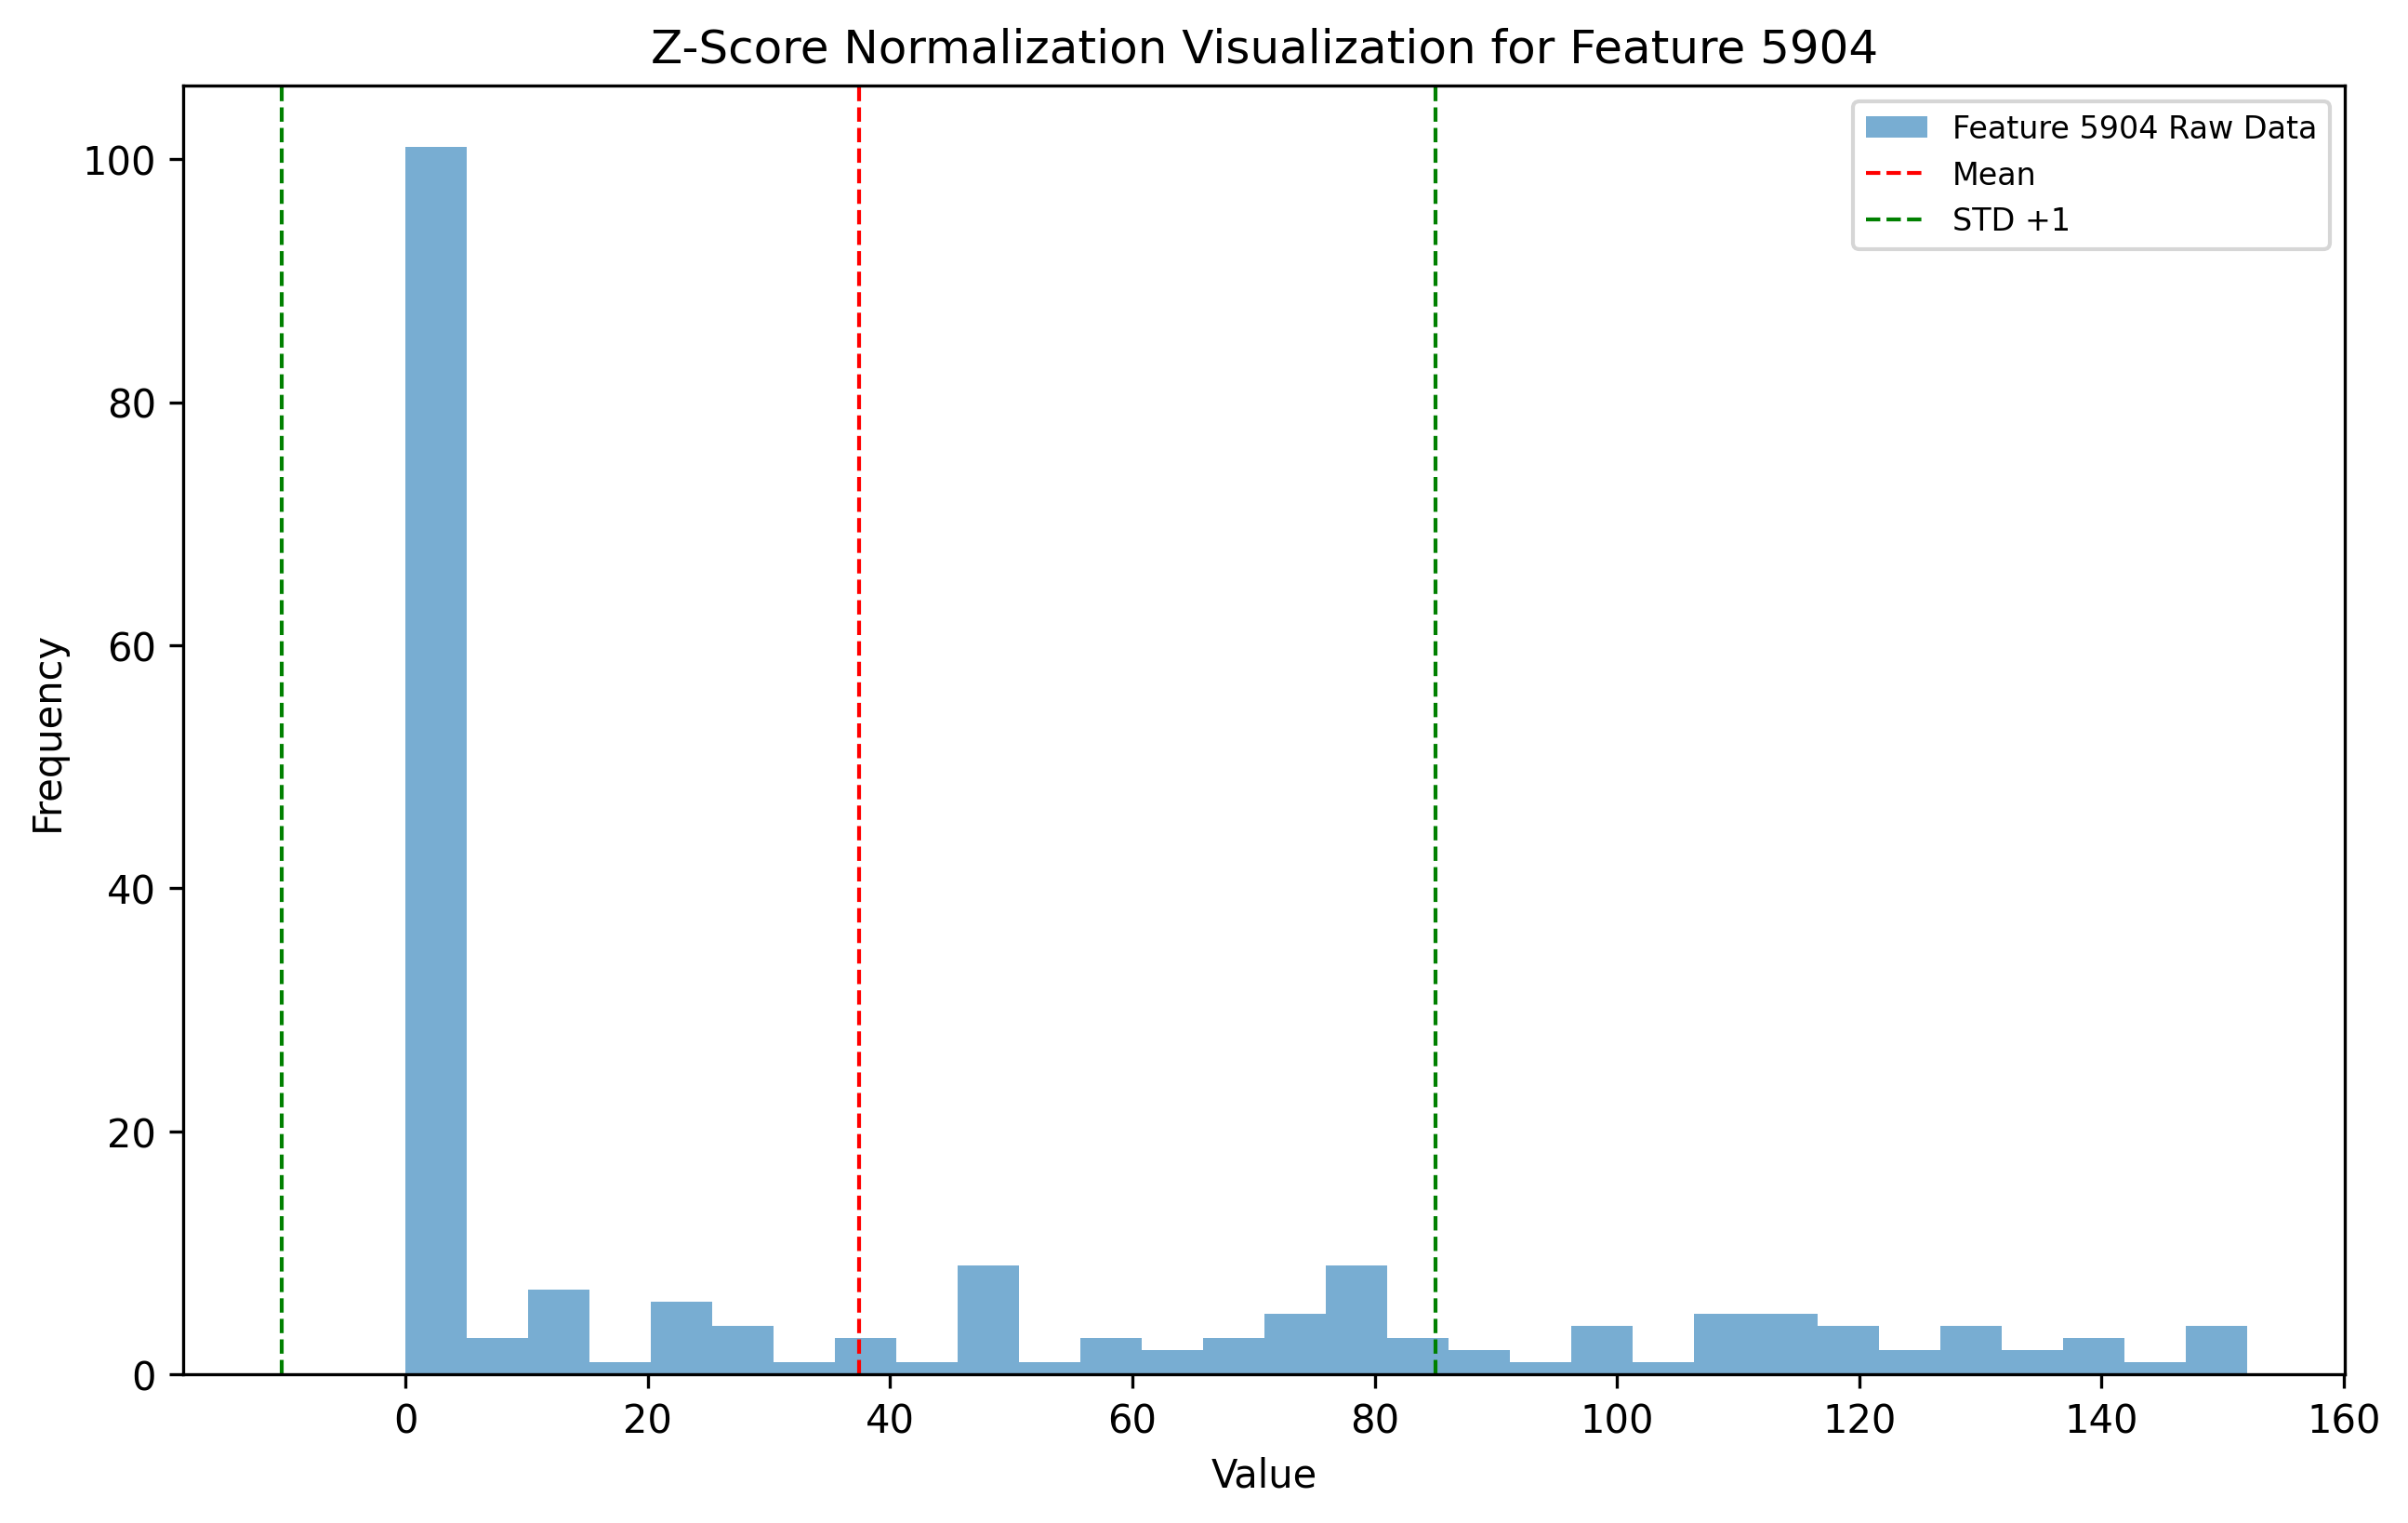 Z-Score Normalization Visualization for Feature 5904
Feature 5904 Raw Data
Mean
STD +1
Frequency
100
80
60
40
20
0
0 20 40 60 80 100 120 140 160
Value